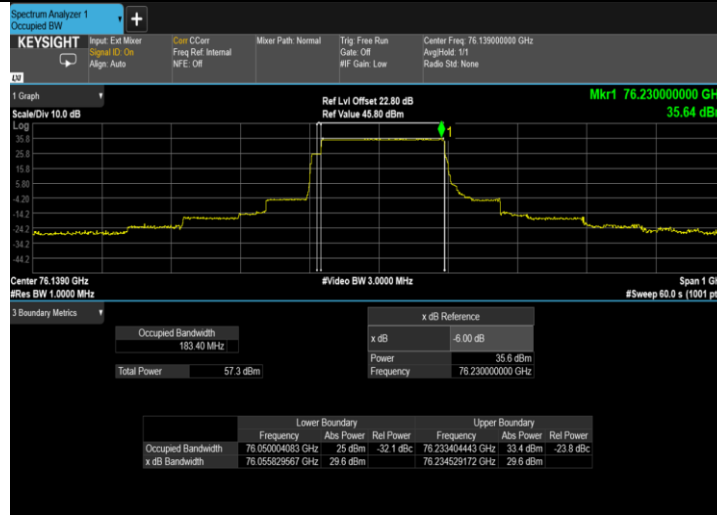 Spectrum Analyzer 1
Occupied BW
+
KEYSIGHT
Input: Ext Mixer
Signal ID: On
Align: Auto
Corr CCorr
Freq Ref: Internal
NFE: Off
Mixer Path: Normal
Trig: Free Run
Gate: Off
#IF Gain: Low
Center Freq: 76.139000000 GHz
Avg|Hold: 1/1
Radio Std: None
LXI
1 Graph
Scale/Div 10.0 dB
Ref Lvl Offset 22.80 dB
Ref Value 45.80 dBm
Mkr1 76.230000000 GH
35.64 dB
Log
35.8
25.8
15.8
5.80
-4.20
-14.2
-24.2
-34.2
-44.2
1
Center 76.1390 GHz
#Res BW 1.0000 MHz
#Video BW 3.0000 MHz
Span 1 G
#Sweep 60.0 s (1001 pt
3 Boundary Metrics
Occupied Bandwidth
183.40 MHz
Total Power 57.3 dBm
x dB Reference
x dB -6.00 dB
Power 35.6 dBm
Frequency 76.230000000 GHz
Lower Boundary Upper Boundary
Frequency Abs Power Rel Power Frequency Abs Power Rel Power
Occupied Bandwidth 76.050004083 GHz 25 dBm -32.1 dBc 76.233404443 GHz 33.4 dBm -23.8 dBc
x dB Bandwidth 76.055829567 GHz 29.6 dBm 76.234529172 GHz 29.6 dBm